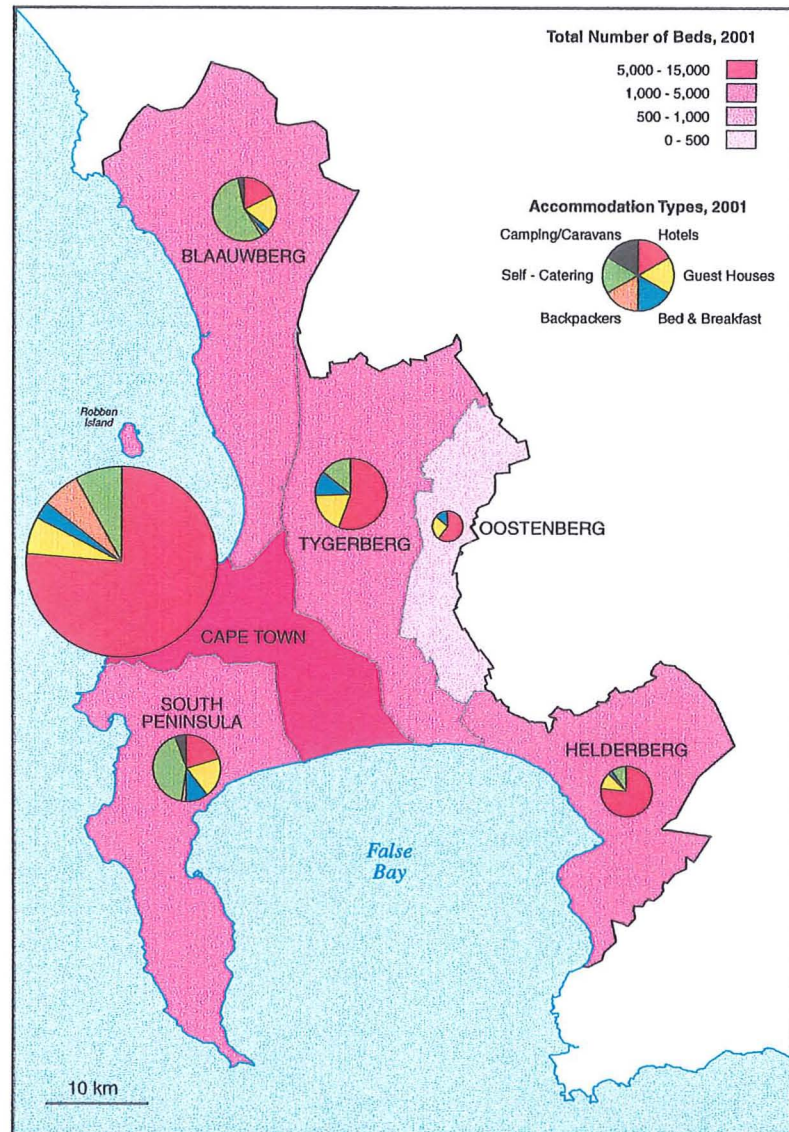 Total Number of Beds, 2001
5,000 - 15,000
1,000 - 5,000
500 - 1,000
0 - 500
Accommodation Types, 2001
Camping/Caravans
Hotels
Self - Catering
Guest Houses
Backpackers
Bed & Breakfast
BLAAUWBERG
Robben
Island
TYGERBERG
OOSTENBERG
CAPE TOWN
SOUTH
PENINSULA
HELDERBERG
False
Bay
10 km